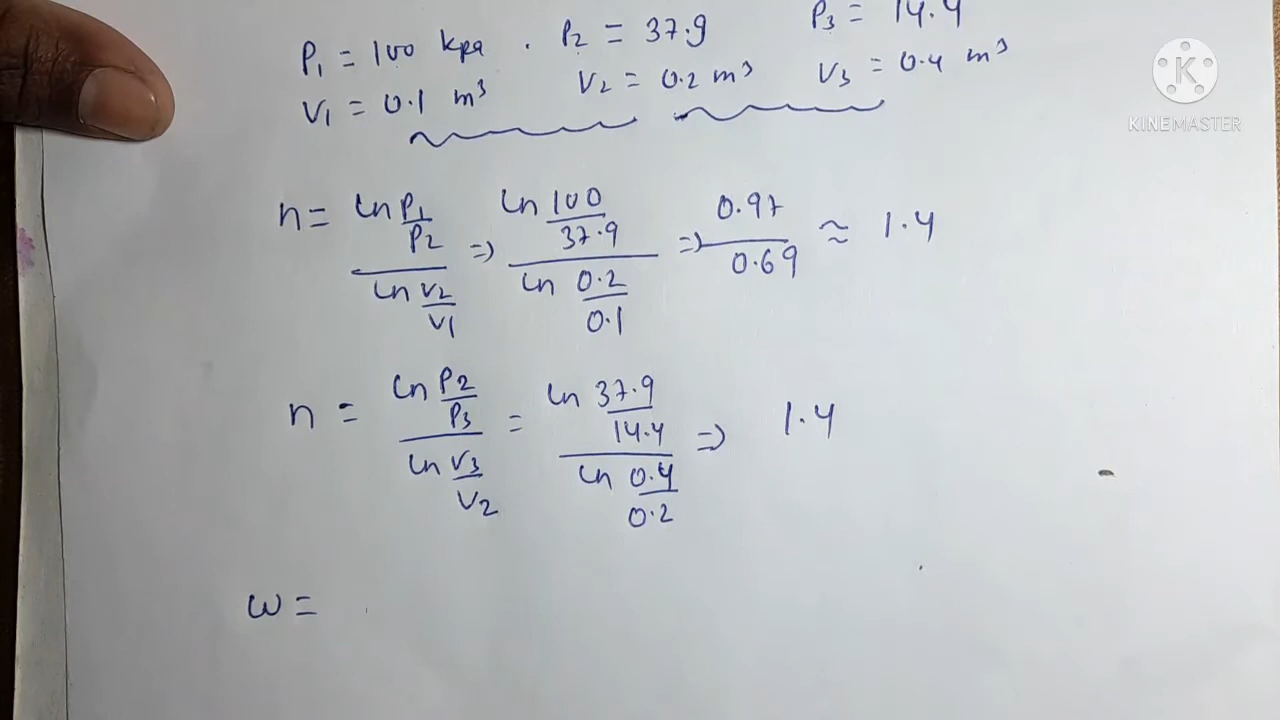 P1 = 100 kpa . P2 = 37.9 P3 = 14.4
V1 = 0.1 m³ V2 = 0.2 m³ V3 = 0.4 m³
K
KINEMASTER
n = ln P1/P2 / ln V2/V1 => ln 100/37.9 / ln 0.2/0.1 => 0.97/0.69 ≈ 1.4
n = ln P2/P3 / ln V3/V2 = ln 37.9/14.4 / ln 0.4/0.2 => 1.4
W =